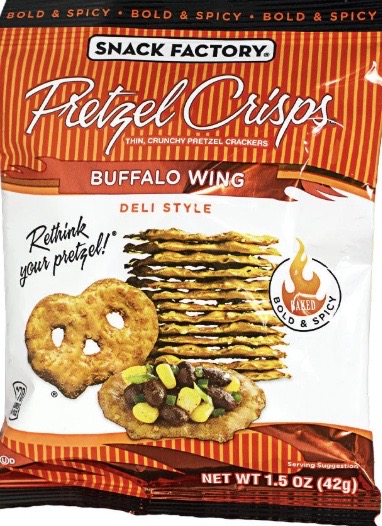 BOLD & SPICY • BOLD & SPICY • BOLD & SPICY •
SNACK FACTORY®
Pretzel Crisps
THIN, CRUNCHY PRETZEL CRACKERS
BUFFALO WING
DELI STYLE
Rethink
your pretzel!®
BAKED
BOLD & SPICY
®
Serving Suggestion
NET WT 1.5 OZ (42g)
U D